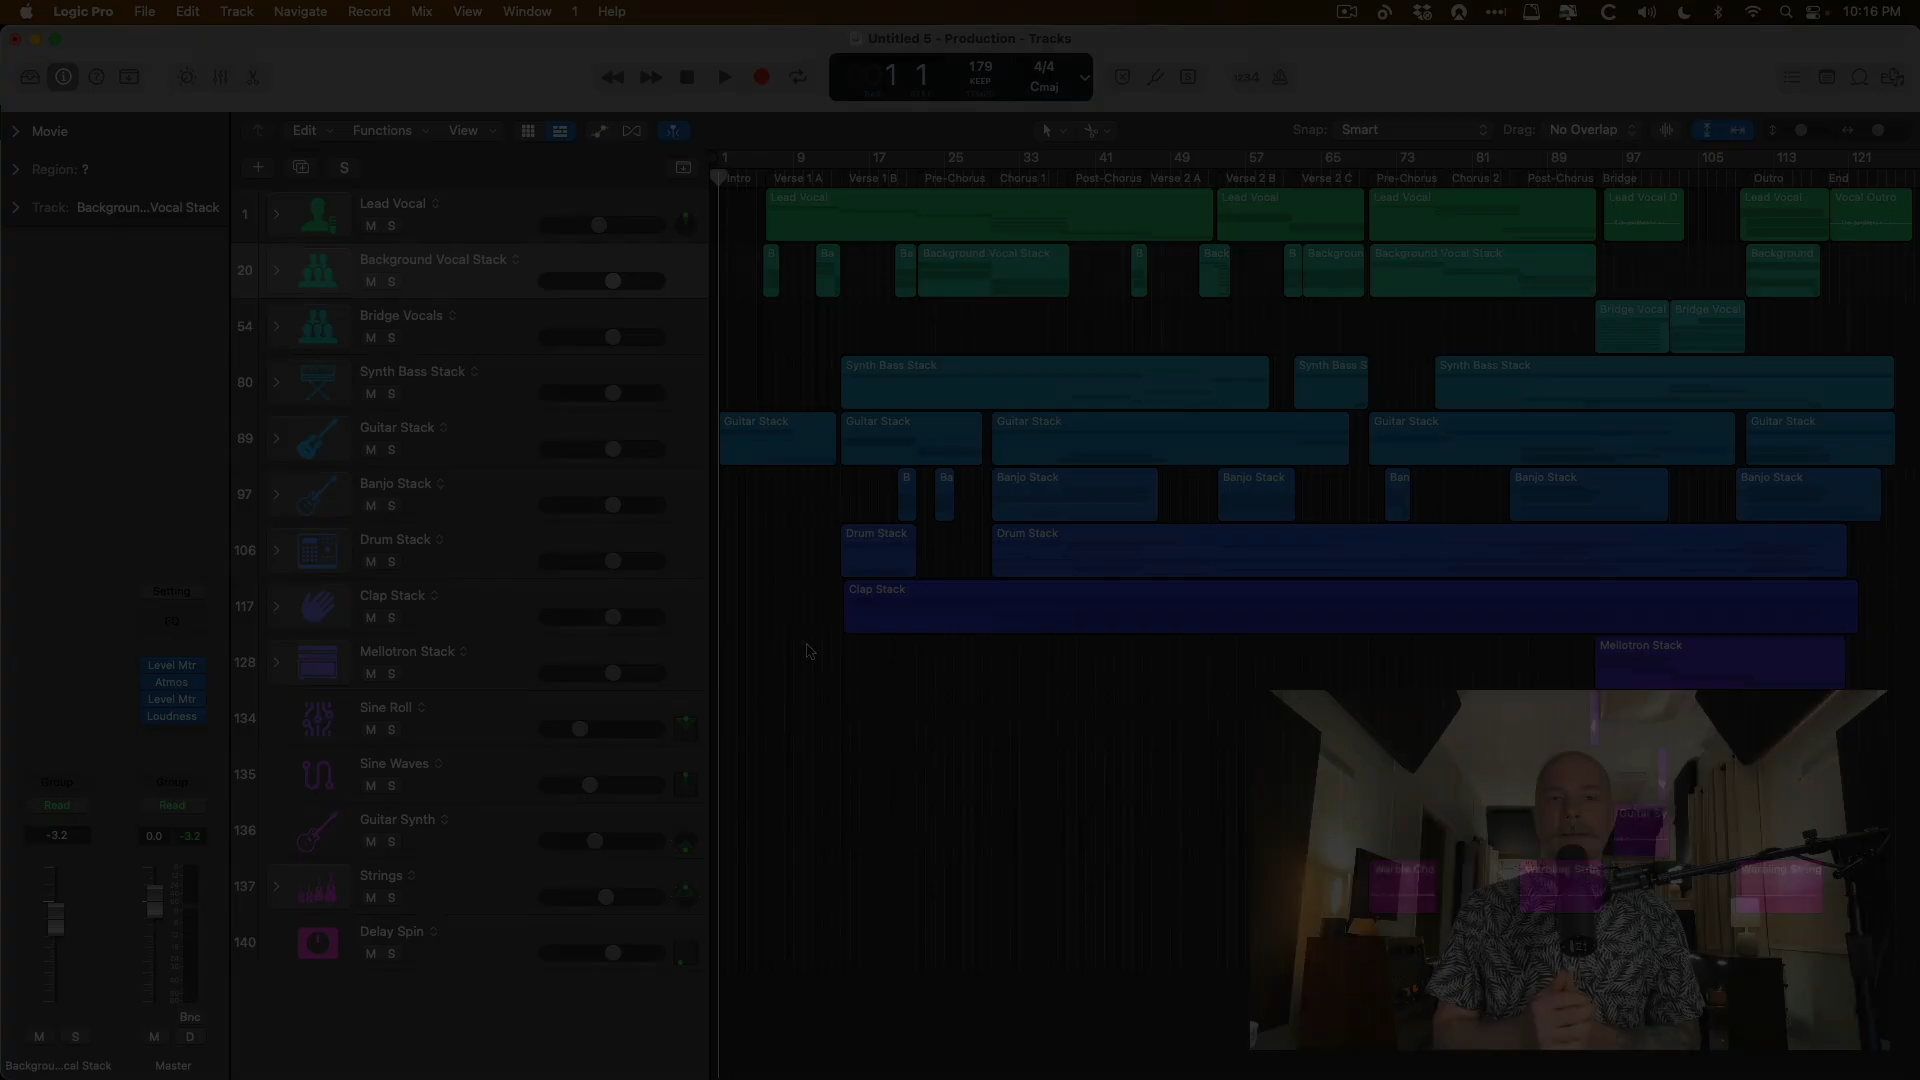 Logic Pro File Edit Track Navigate Record Mix View Window 1 Help 10:16 PM
Untitled 5 - Production - Tracks
1 1 179 KEEP 4/4 Cmaj
1234
Movie
Region: ?
Track: Backgroun...Vocal Stack
Edit Functions View Snap: Smart Drag: No Overlap
S
1 9 17 25 33 41 49 57 65 73 81 89 97 105 113 121
Intro Verse 1 A Verse 1 B Pre-Chorus Chorus 1 Post-Chorus Verse 2 A Verse 2 B Verse 2 C Pre-Chorus Chorus 2 Post-Chorus Bridge Outro End
1 Lead Vocal
M S
Lead Vocal Lead Vocal Lead Vocal Lead Vocal D Lead Vocal Vocal Outro
20 Background Vocal Stack
M S
B Ba Ba Background Vocal Stack B Back B Backgroun Background Vocal Stack Background
54 Bridge Vocals
M S
Bridge Vocal Bridge Vocal
80 Synth Bass Stack
M S
Synth Bass Stack Synth Bass S Synth Bass Stack
89 Guitar Stack
M S
Guitar Stack Guitar Stack Guitar Stack Guitar Stack Guitar Stack
97 Banjo Stack
M S
B Ba Banjo Stack Banjo Stack Ban Banjo Stack Banjo Stack
106 Drum Stack
M S
Drum Stack Drum Stack
117 Clap Stack
M S
Clap Stack
128 Mellotron Stack
M S
Mellotron Stack
134 Sine Roll
M S
135 Sine Waves
M S
136 Guitar Synth
M S
Guitar Sy
137 Strings
M S
140 Delay Spin
M S
Setting
EQ
Level Mtr
Atmos
Level Mtr
Loudness
Group Group
Read Read
-3.2 0.0 -3.2
Bnc
M S M D
Backgrou...cal Stack Master